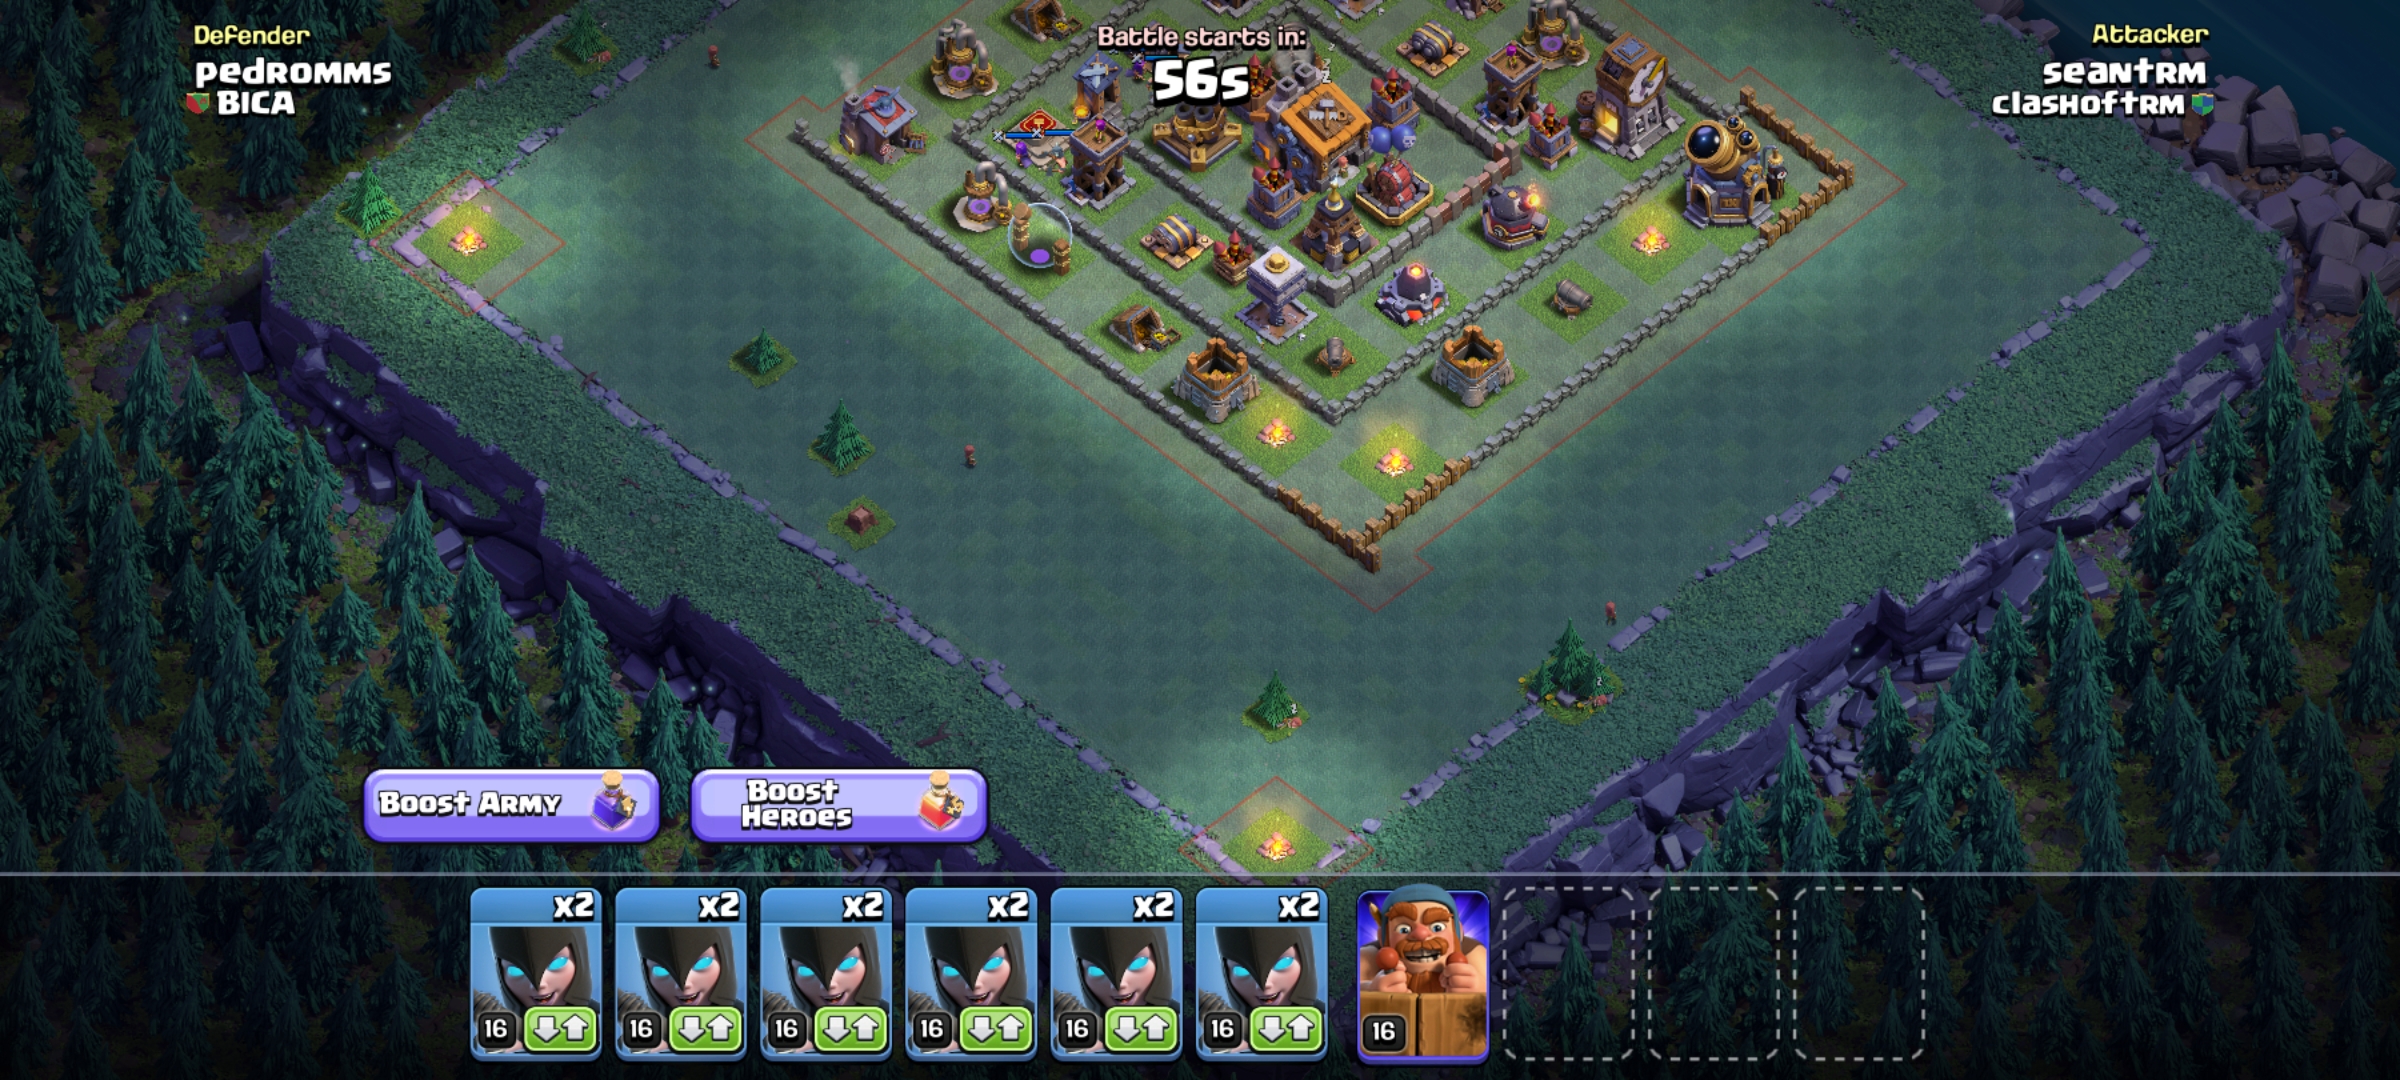 Defender
pedromms
BICA
Battle starts in:
56s
Attacker
seantrm
clashoftrm
Boost Army
Boost
Heroes
x2
x2
x2
x2
x2
x2
16
16
16
16
16
16
16